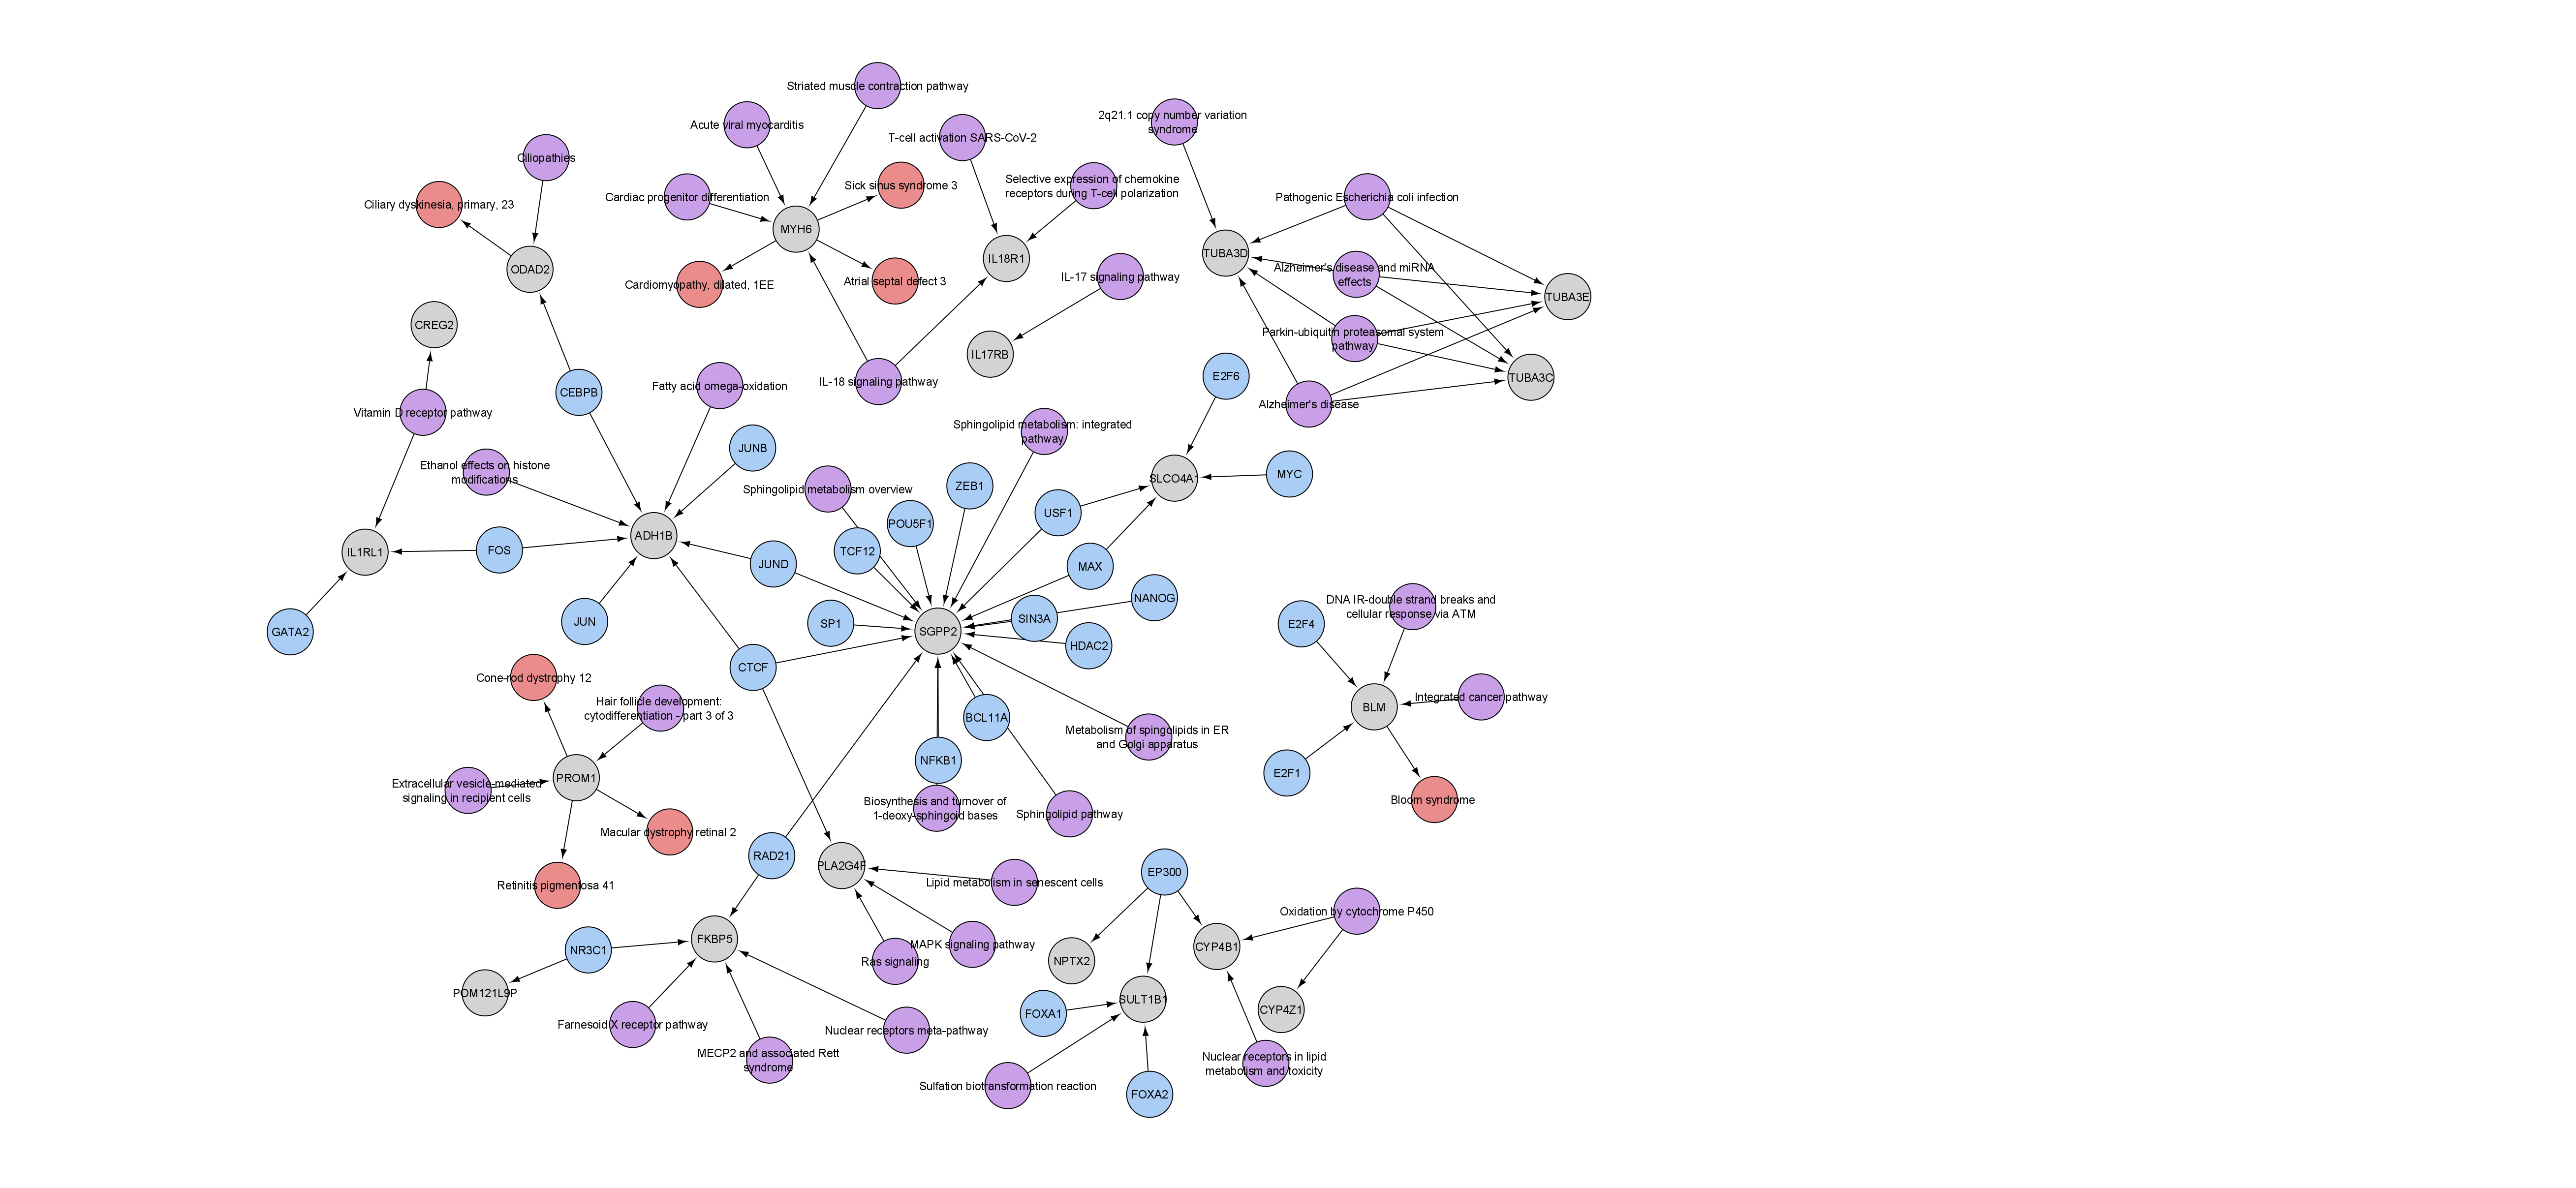 Striated muscle contraction pathway
Acute viral myocarditis
T-cell activation SARS-CoV-2
2q21.1 copy number variation
syndrome
Ciliopathies
Selective expression of chemokine
receptors during T-cell polarization
Sick sinus syndrome 3
Cardiac progenitor differentiation
Pathogenic Escherichia coli infection
Ciliary dyskinesia, primary, 23
MYH6
TUBA3D
IL18R1
ODAD2
Alzheimer's disease and miRNA
effects
IL-17 signaling pathway
Atrial septal defect 3
Cardiomyopathy, dilated, 1EE
TUBA3E
CREG2
Parkin-ubiquitin proteasomal system
pathway
IL17RB
E2F6
TUBA3C
IL-18 signaling pathway
Fatty acid omega-oxidation
CEBPB
Alzheimer's disease
Vitamin D receptor pathway
Sphingolipid metabolism: integrated
pathway
JUNB
Ethanol effects on histone
modifications
MYC
SLCO4A1
ZEB1
Sphingolipid metabolism overview
USF1
POU5F1
ADH1B
FOS
IL1RL1
TCF12
JUND
MAX
NANOG
DNA IR-double strand breaks and
cellular response via ATM
SIN3A
JUN
SP1
E2F4
GATA2
SGPP2
HDAC2
CTCF
Cone-rod dystrophy 12
Integrated cancer pathway
Hair follicle development:
cytodifferentiation - part 3 of 3
BLM
BCL11A
Metabolism of spingolipids in ER
and Golgi apparatus
NFKB1
E2F1
PROM1
Extracellular vesicle-mediated
signaling in recipient cells
Bloom syndrome
Biosynthesis and turnover of
1-deoxy-sphingoid bases
Sphingolipid pathway
Macular dystrophy retinal 2
RAD21
PLA2G4F
EP300
Lipid metabolism in senescent cells
Retinitis pigmentosa 41
Oxidation by cytochrome P450
FKBP5
MAPK signaling pathway
CYP4B1
NR3C1
Ras signaling
NPTX2
POM121L9P
SULT1B1
CYP4Z1
FOXA1
Farnesoid X receptor pathway
Nuclear receptors meta-pathway
MECP2 and associated Rett
syndrome
Nuclear receptors in lipid
metabolism and toxicity
Sulfation biotransformation reaction
FOXA2